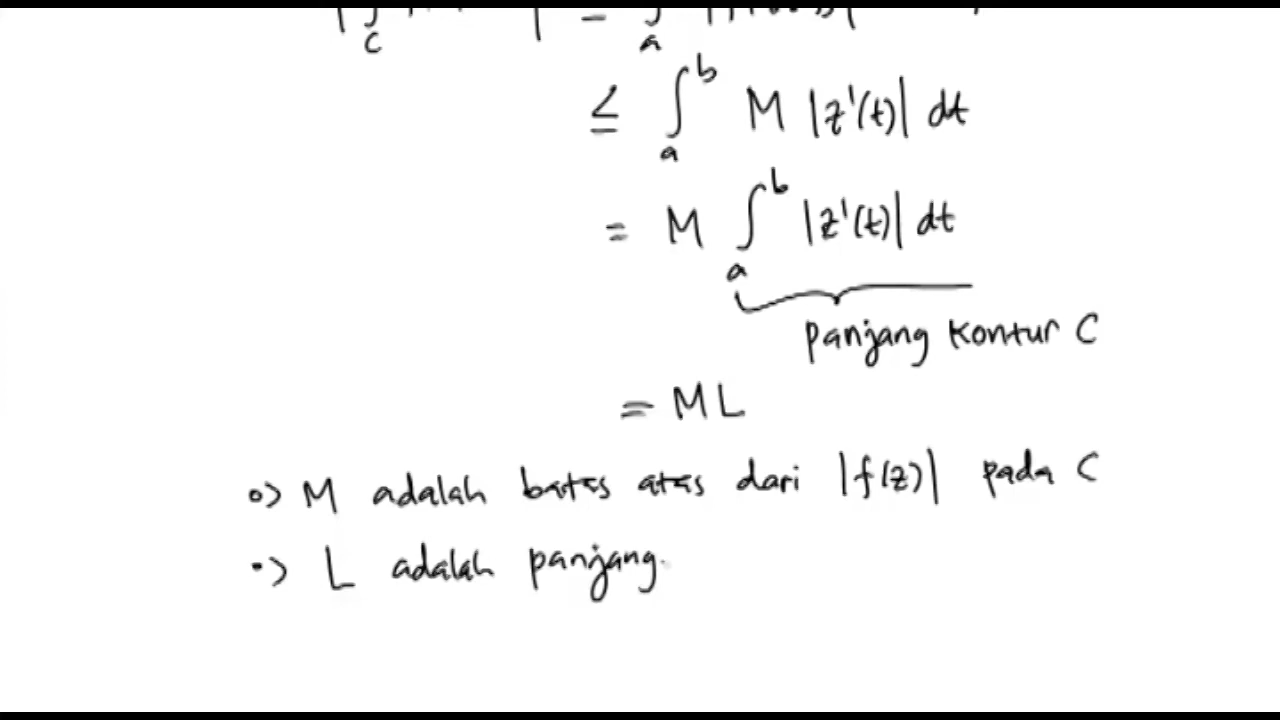 C a
≤ ∫_a^b M |z'(t)| dt
= M ∫_a^b |z'(t)| dt
panjang kontur C
= ML
•> M adalah batas atas dari |f(z)| pada C
•> L adalah panjang